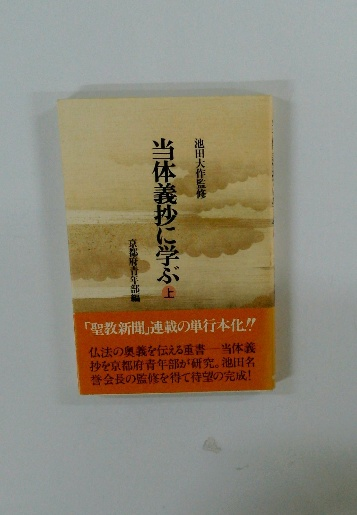 池田大作監修
当体義抄に学ぶ 上
京都府青年部編
「聖教新聞」連載の単行本化!!
仏法の奥義を伝える重書―当体義
抄を京都府青年部が研究。池田名
誉会長の監修を得て待望の完成!